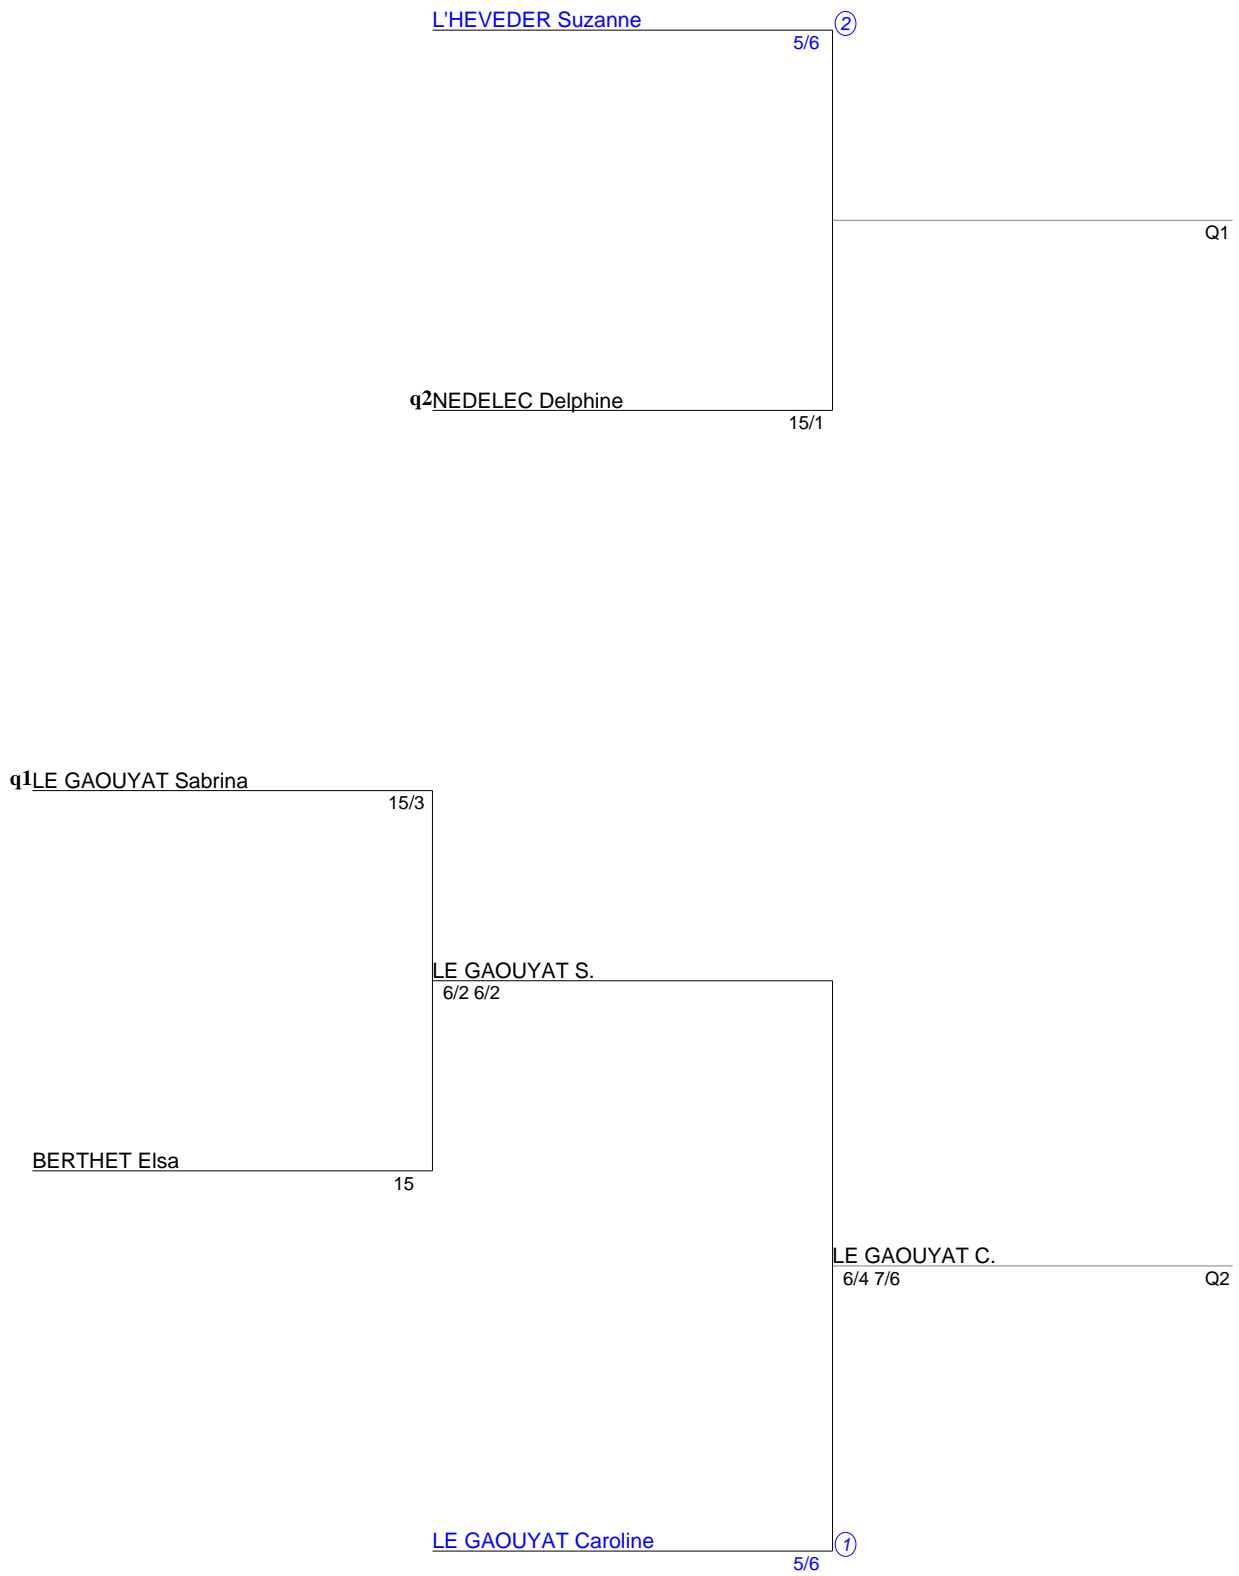 L'HEVEDER Suzanne
2
5/6
Q1
q2NEDELEC Delphine
15/1
q1LE GAOUYAT Sabrina
15/3
LE GAOUYAT S.
6/2 6/2
BERTHET Elsa
15
LE GAOUYAT C.
6/4 7/6
Q2
LE GAOUYAT Caroline
1
5/6